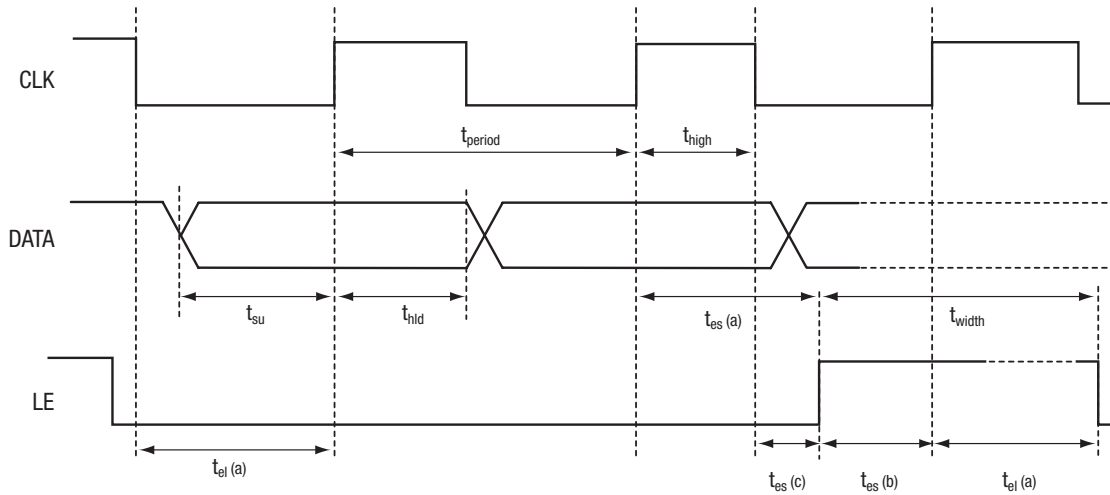 CLK
t_period
t_high
DATA
t_su
t_hld
t_es (a)
t_width
LE
t_el (a)
t_es (c)
t_es (b)
t_el (a)